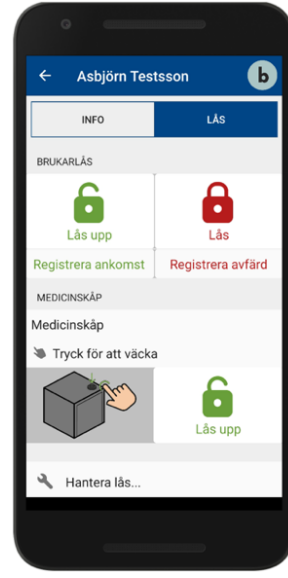 Asbjörn Testsson
b
INFO
LÅS
BRUKARLÅS
Lås upp
Lås
Registrera ankomst
Registrera avfärd
MEDICINSKÅP
Medicinskåp
Tryck för att väcka
Lås upp
Hantera lås...